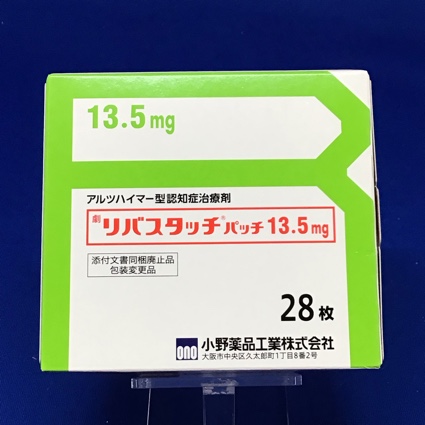 13.5mg
アルツハイマー型認知症治療剤
劇 リバスタッチ®パッチ 13.5mg
添付文書同梱廃止品
包装変更品
28枚
ono 小野薬品工業株式会社
大阪市中央区久太郎町1丁目8番2号